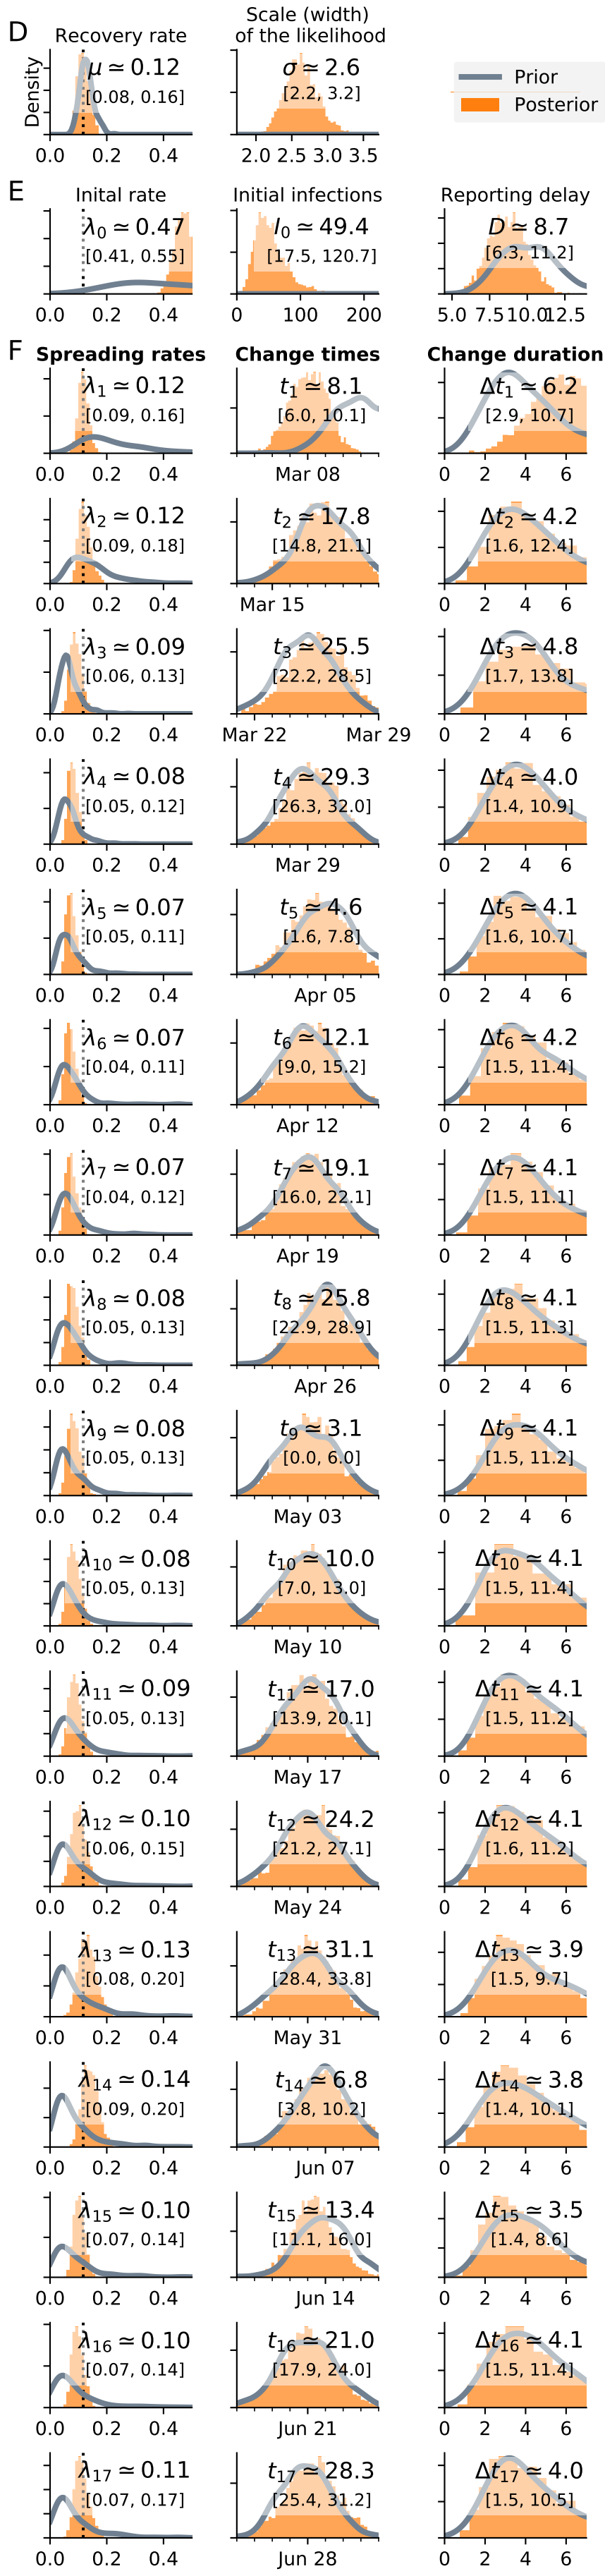 D
Recovery rate
Scale (width)
of the likelihood
Density
μ ≃ 0.12
[0.08, 0.16]
0.0 0.2 0.4
σ ≃ 2.6
[2.2, 3.2]
2.0 2.5 3.0 3.5
Prior
Posterior
E
Inital rate
Initial infections
Reporting delay
λ0 ≃ 0.47
[0.41, 0.55]
0.0 0.2 0.4
I0 ≃ 49.4
[17.5, 120.7]
0 100 200
D ≃ 8.7
[6.3, 11.2]
5.0 7.5 10.0 12.5
F
Spreading rates
Change times
Change duration
λ1 ≃ 0.12
[0.09, 0.16]
0.0 0.2 0.4
t1 ≃ 8.1
[6.0, 10.1]
Mar 08
Δt1 ≃ 6.2
[2.9, 10.7]
0 2 4 6
λ2 ≃ 0.12
[0.09, 0.18]
0.0 0.2 0.4
t2 ≃ 17.8
[14.8, 21.1]
Mar 15
Δt2 ≃ 4.2
[1.6, 12.4]
0 2 4 6
λ3 ≃ 0.09
[0.06, 0.13]
0.0 0.2 0.4
t3 ≃ 25.5
[22.2, 28.5]
Mar 22 Mar 29
Δt3 ≃ 4.8
[1.7, 13.8]
0 2 4 6
λ4 ≃ 0.08
[0.05, 0.12]
0.0 0.2 0.4
t4 ≃ 29.3
[26.3, 32.0]
Mar 29
Δt4 ≃ 4.0
[1.4, 10.9]
0 2 4 6
λ5 ≃ 0.07
[0.05, 0.11]
0.0 0.2 0.4
t5 ≃ 4.6
[1.6, 7.8]
Apr 05
Δt5 ≃ 4.1
[1.6, 10.7]
0 2 4 6
λ6 ≃ 0.07
[0.04, 0.11]
0.0 0.2 0.4
t6 ≃ 12.1
[9.0, 15.2]
Apr 12
Δt6 ≃ 4.2
[1.5, 11.4]
0 2 4 6
λ7 ≃ 0.07
[0.04, 0.12]
0.0 0.2 0.4
t7 ≃ 19.1
[16.0, 22.1]
Apr 19
Δt7 ≃ 4.1
[1.5, 11.1]
0 2 4 6
λ8 ≃ 0.08
[0.05, 0.13]
0.0 0.2 0.4
t8 ≃ 25.8
[22.9, 28.9]
Apr 26
Δt8 ≃ 4.1
[1.5, 11.3]
0 2 4 6
λ9 ≃ 0.08
[0.05, 0.13]
0.0 0.2 0.4
t9 ≃ 3.1
[0.0, 6.0]
May 03
Δt9 ≃ 4.1
[1.5, 11.2]
0 2 4 6
λ10 ≃ 0.08
[0.05, 0.13]
0.0 0.2 0.4
t10 ≃ 10.0
[7.0, 13.0]
May 10
Δt10 ≃ 4.1
[1.5, 11.4]
0 2 4 6
λ11 ≃ 0.09
[0.05, 0.13]
0.0 0.2 0.4
t11 ≃ 17.0
[13.9, 20.1]
May 17
Δt11 ≃ 4.1
[1.5, 11.2]
0 2 4 6
λ12 ≃ 0.10
[0.06, 0.15]
0.0 0.2 0.4
t12 ≃ 24.2
[21.2, 27.1]
May 24
Δt12 ≃ 4.1
[1.6, 11.2]
0 2 4 6
λ13 ≃ 0.13
[0.08, 0.20]
0.0 0.2 0.4
t13 ≃ 31.1
[28.4, 33.8]
May 31
Δt13 ≃ 3.9
[1.5, 9.7]
0 2 4 6
λ14 ≃ 0.14
[0.09, 0.20]
0.0 0.2 0.4
t14 ≃ 6.8
[3.8, 10.2]
Jun 07
Δt14 ≃ 3.8
[1.4, 10.1]
0 2 4 6
λ15 ≃ 0.10
[0.07, 0.14]
0.0 0.2 0.4
t15 ≃ 13.4
[11.1, 16.0]
Jun 14
Δt15 ≃ 3.5
[1.4, 8.6]
0 2 4 6
λ16 ≃ 0.10
[0.07, 0.14]
0.0 0.2 0.4
t16 ≃ 21.0
[17.9, 24.0]
Jun 21
Δt16 ≃ 4.1
[1.5, 11.4]
0 2 4 6
λ17 ≃ 0.11
[0.07, 0.17]
0.0 0.2 0.4
t17 ≃ 28.3
[25.4, 31.2]
Jun 28
Δt17 ≃ 4.0
[1.5, 10.5]
0 2 4 6